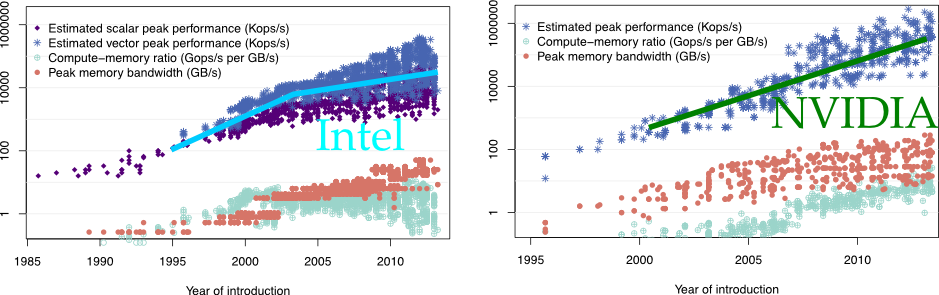 Estimated scalar peak performance (Kops/s)
Estimated vector peak performance (Kops/s)
Compute−memory ratio (Gops/s per GB/s)
Peak memory bandwidth (GB/s)
1000000
10000
100
1
Intel
1985 1990 1995 2000 2005 2010
Year of introduction
Estimated peak performance (Kops/s)
Compute−memory ratio (Gops/s per GB/s)
Peak memory bandwidth (GB/s)
1000000
10000
100
1
NVIDIA
1995 2000 2005 2010
Year of introduction